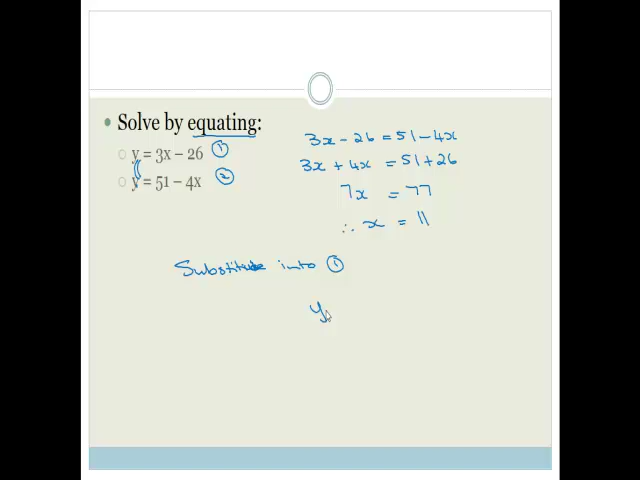 Solve by equating:
y = 3x – 26 ①
y = 51 – 4x ②
3x – 26 = 51 – 4x
3x + 4x = 51 + 26
7x = 77
∴ x = 11
Substitute into ①
y